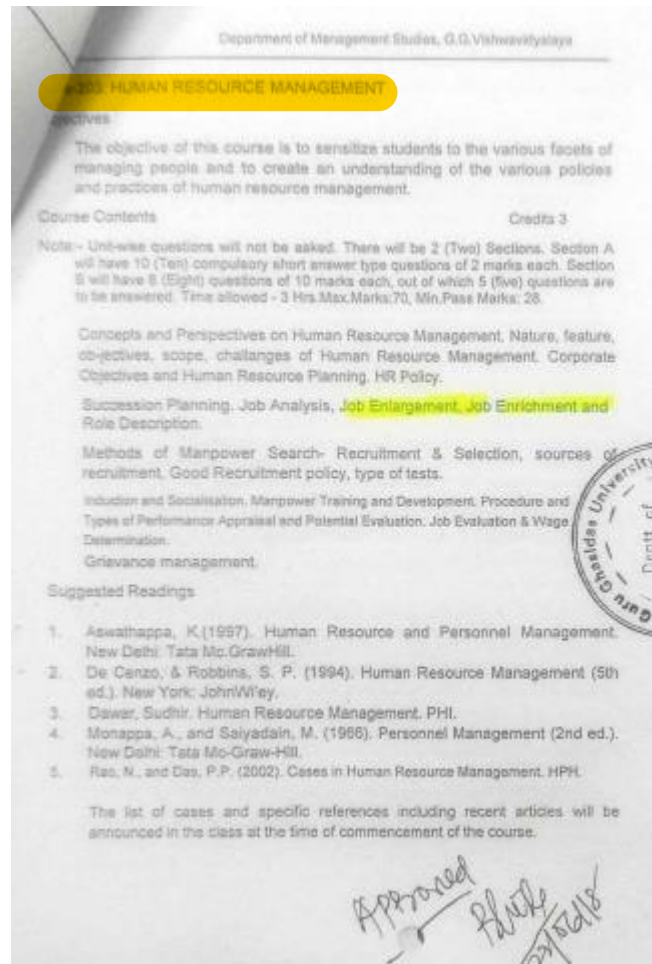 Department of Management Studies, G.G.Vishwavidyalaya
203: HUMAN RESOURCE MANAGEMENT
jectives
The objective of this course is to sensitize students to the various facets of
managing people and to create an understanding of the various policies
and practices of human resource management.
Course Contents Credits 3
Note:- Unit-wise questions will not be asked. There will be 2 (Two) Sections. Section A
will have 10 (Ten) compulsory short answer type questions of 2 marks each. Section
B will have 8 (Eight) questions of 10 marks each, out of which 5 (five) questions are
to be answered. Time allowed - 3 Hrs.Max.Marks:70, Min.Pass Marks: 28.
Concepts and Perspectives on Human Resource Management, Nature, feature,
objectives, scope, challanges of Human Resource Management. Corporate
Objectives and Human Resource Planning. HR Policy.
Succession Planning. Job Analysis, Job Enlargement, Job Enrichment and
Role Description.
Methods of Manpower Search- Recruitment & Selection, sources of
recruitment, Good Recruitment policy, type of tests.
Induction and Socialisation. Manpower Training and Development. Procedure and
Types of Performance Appraisal and Potential Evaluation. Job Evaluation & Wage
Determination.
Grievance management.
Guru Ghasidas University
Deptt of
Suggested Readings
1. Aswathappa, K.(1997). Human Resource and Personnel Management.
New Delhi: Tata Mc.GrawHill.
2. De Cenzo, & Robbins, S. P. (1994). Human Resource Management (5th
ed.). New York: JohnWiley.
3. Dawar, Sudhir. Human Resource Management. PHI.
4. Monappa, A., and Saiyadain, M. (1966). Personnel Management (2nd ed.).
New Delhi: Tata Mc-Graw-Hill.
5. Rao, N., and Das, P.P. (2002). Cases in Human Resource Management. HPH.
The list of cases and specific references including recent articles will be
announced in the class at the time of commencement of the course.
Approved